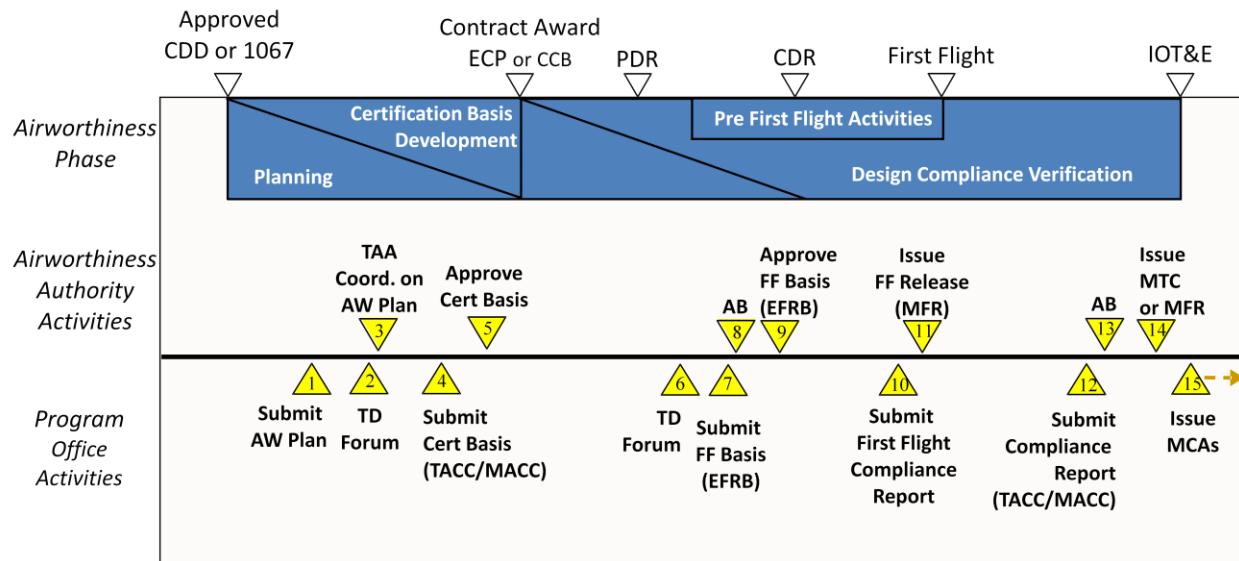 Approved
CDD or 1067
Contract Award
ECP or CCB
PDR
CDR
First Flight
IOT&E
Airworthiness
Phase
Certification Basis
Development
Planning
Pre First Flight Activities
Design Compliance Verification
Airworthiness
Authority
Activities
TAA
Coord. on
AW Plan
3
Approve
Cert Basis
5
AB
8
Approve
FF Basis
(EFRB)
9
Issue
FF Release
(MFR)
11
AB
13
Issue
MTC
or MFR
14
Program
Office
Activities
1
Submit
AW Plan
2
TD
Forum
4
Submit
Cert Basis
(TACC/MACC)
6
TD
Forum
7
Submit
FF Basis
(EFRB)
10
Submit
First Flight
Compliance
Report
12
Submit
Compliance
Report
(TACC/MACC)
15
Issue
MCAs